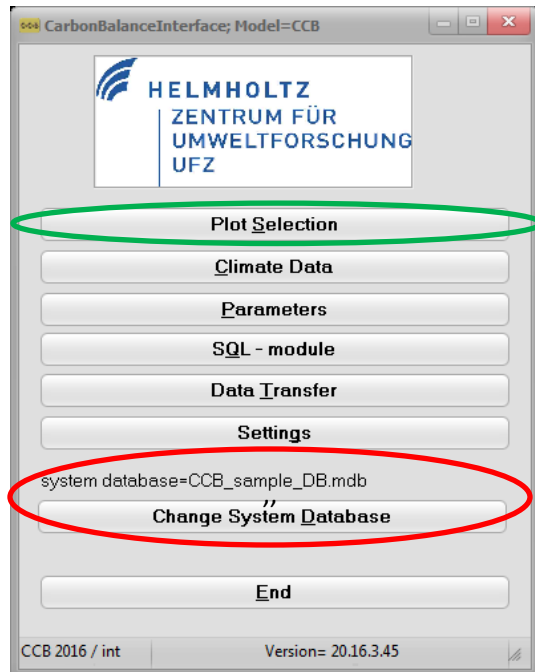 CarbonBalanceInterface; Model=CCB
HELMHOLTZ
ZENTRUM FÜR
UMWELTFORSCHUNG
UFZ
Plot Selection
Climate Data
Parameters
SQL - module
Data Transfer
Settings
system database=CCB_sample_DB.mdb
,,
Change System Database
End
CCB 2016 / int Version= 20.16.3.45